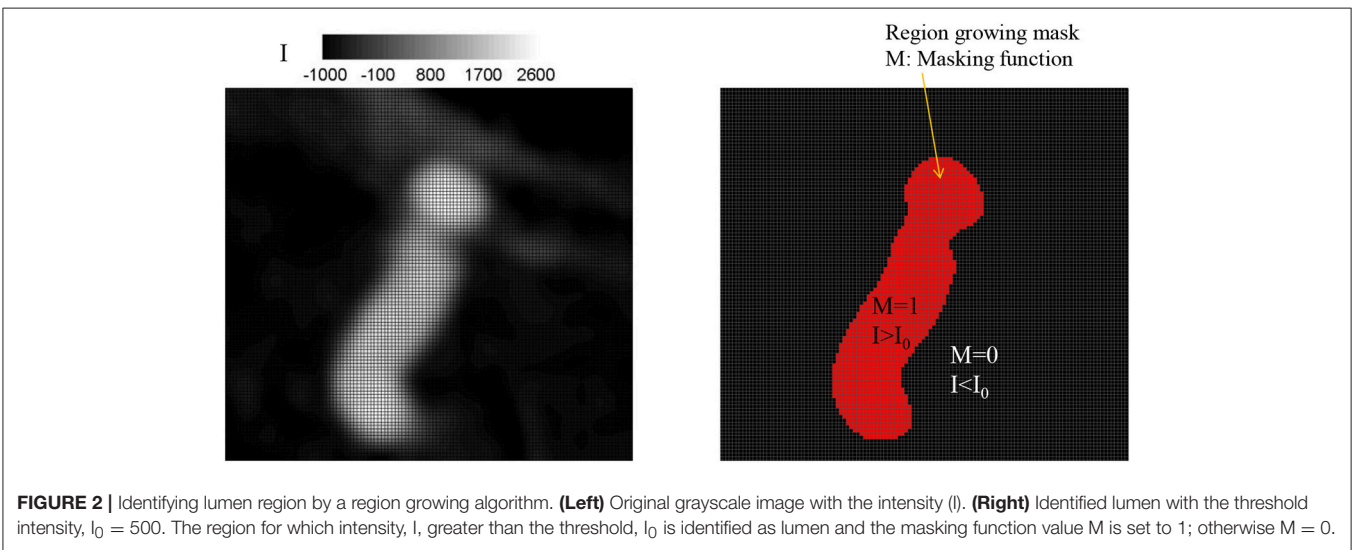 I
-1000 -100 800 1700 2600
Region growing mask
M: Masking function
M=1
I>I₀
M=0
I<I₀
FIGURE 2 | Identifying lumen region by a region growing algorithm. (Left) Original grayscale image with the intensity (I). (Right) Identified lumen with the threshold
intensity, I₀ = 500. The region for which intensity, I, greater than the threshold, I₀ is identified as lumen and the masking function value M is set to 1; otherwise M = 0.